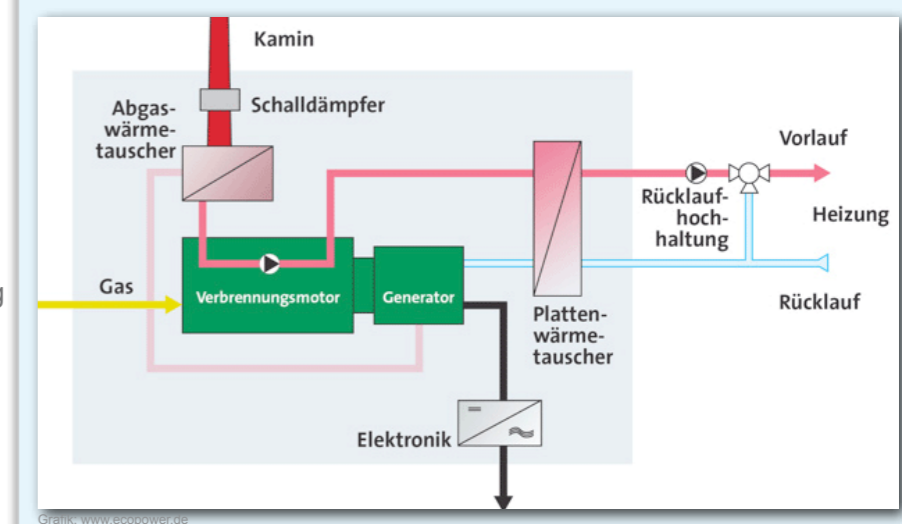 Kamin
Schalldämpfer
Abgas-
wärme-
tauscher
Vorlauf
Rücklauf-
hoch-
haltung
Heizung
Gas
Verbrennungsmotor
Generator
Rücklauf
Platten-
wärme-
tauscher
Elektronik
Grafik: www.ecopower.de